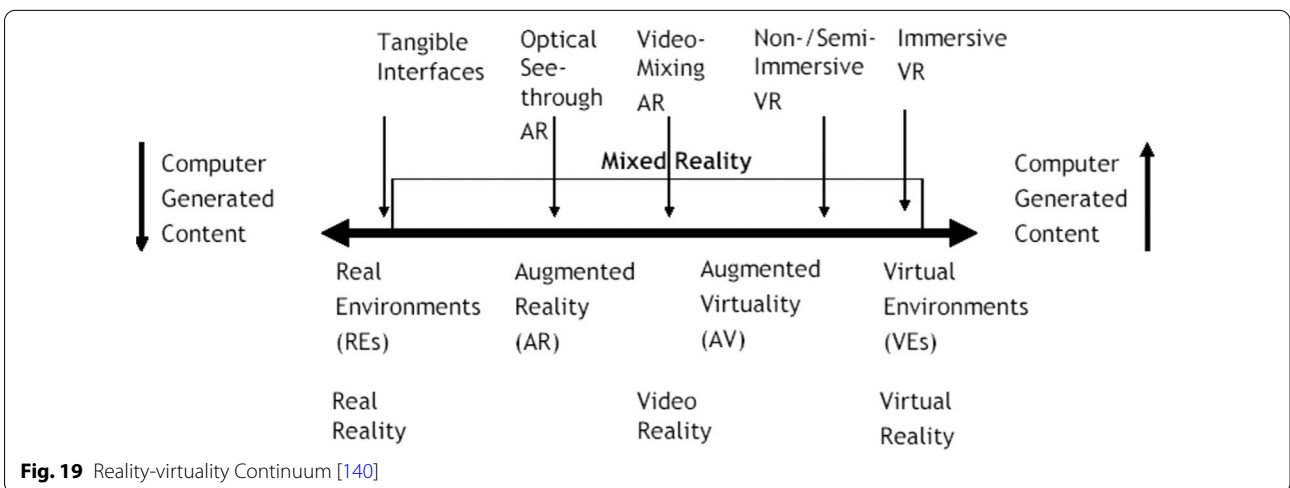 Tangible
Interfaces
Optical
See-
through
AR
Video-
Mixing
AR
Non-/Semi-
Immersive
VR
Immersive
VR
Computer
Generated
Content
Mixed Reality
Computer
Generated
Content
Real
Environments
(REs)
Augmented
Reality
(AR)
Augmented
Virtuality
(AV)
Virtual
Environments
(VEs)
Real
Reality
Video
Reality
Virtual
Reality
Fig. 19 Reality-virtuality Continuum [140]